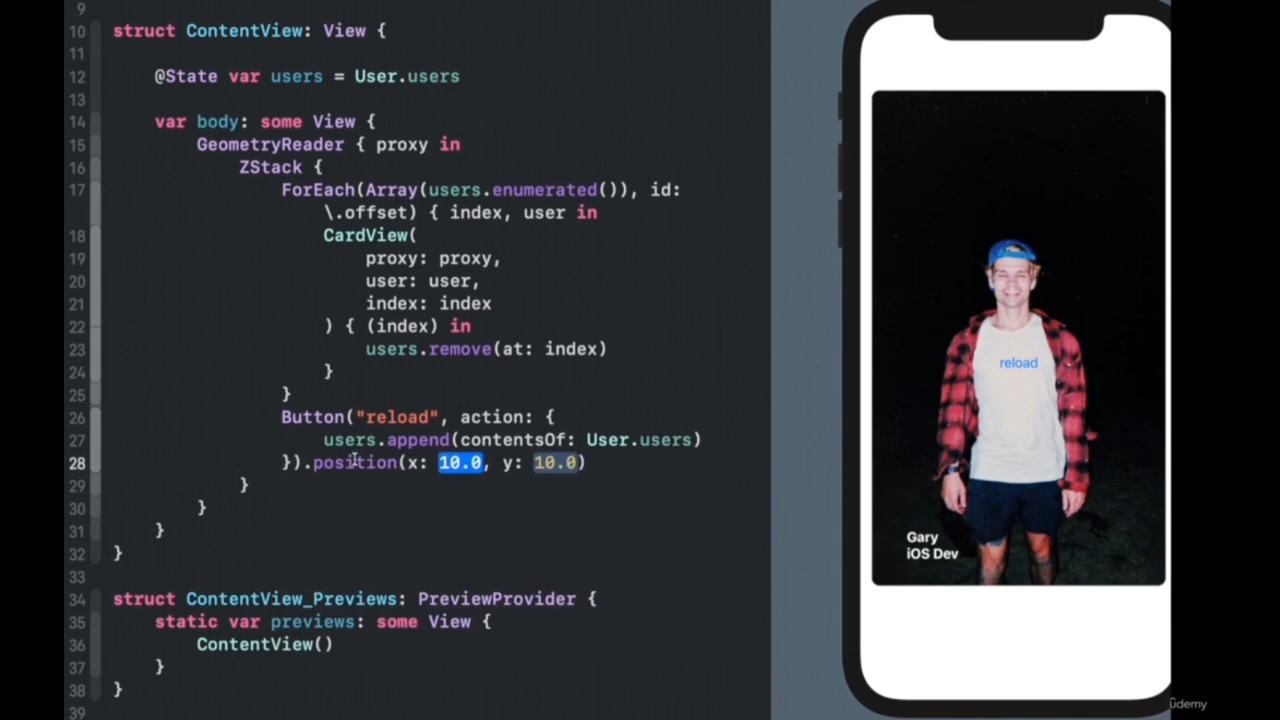 9
10 struct ContentView: View {
11
12 @State var users = User.users
13
14 var body: some View {
15 GeometryReader { proxy in
16 ZStack {
17 ForEach(Array(users.enumerated()), id:
\.offset) { index, user in
18 CardView(
19 proxy: proxy,
20 user: user,
21 index: index
22 ) { (index) in
23 users.remove(at: index)
24 }
25 }
26 Button("reload", action: {
27 users.append(contentsOf: User.users)
28 }).position(x: 10.0, y: 10.0)
29 }
30 }
31 }
32 }
33
34 struct ContentView_Previews: PreviewProvider {
35 static var previews: some View {
36 ContentView()
37 }
38 }
39
reload
Gary
iOS Dev
ûdemy